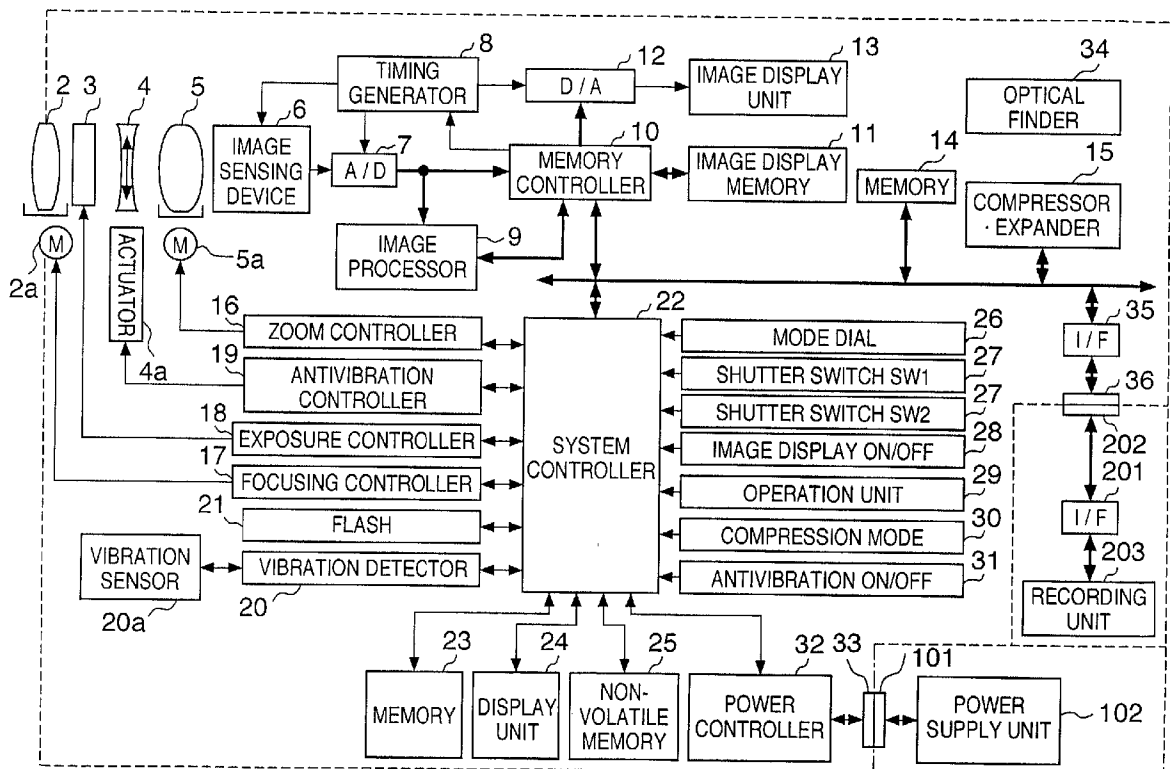 8
12
13
34
2
3
4
5
6
TIMING
GENERATOR
D / A
IMAGE DISPLAY
UNIT
OPTICAL
FINDER
IMAGE
SENSING
DEVICE
7
A / D
10
MEMORY
CONTROLLER
11
IMAGE DISPLAY
MEMORY
14
MEMORY
15
COMPRESSOR
· EXPANDER
9
IMAGE
PROCESSOR
M
2a
ACTUATOR
4a
M
5a
16
ZOOM CONTROLLER
19
ANTIVIBRATION
CONTROLLER
18
EXPOSURE CONTROLLER
17
FOCUSING CONTROLLER
21
FLASH
VIBRATION
SENSOR
20a
VIBRATION DETECTOR
20
22
SYSTEM
CONTROLLER
MODE DIAL
26
SHUTTER SWITCH SW1
27
SHUTTER SWITCH SW2
27
IMAGE DISPLAY ON/OFF
28
OPERATION UNIT
29
COMPRESSION MODE
30
ANTIVIBRATION ON/OFF
31
35
I / F
36
202
201
I / F
203
RECORDING
UNIT
23
MEMORY
24
DISPLAY
UNIT
25
NON-
VOLATILE
MEMORY
32
POWER
CONTROLLER
33
101
POWER
SUPPLY UNIT
102